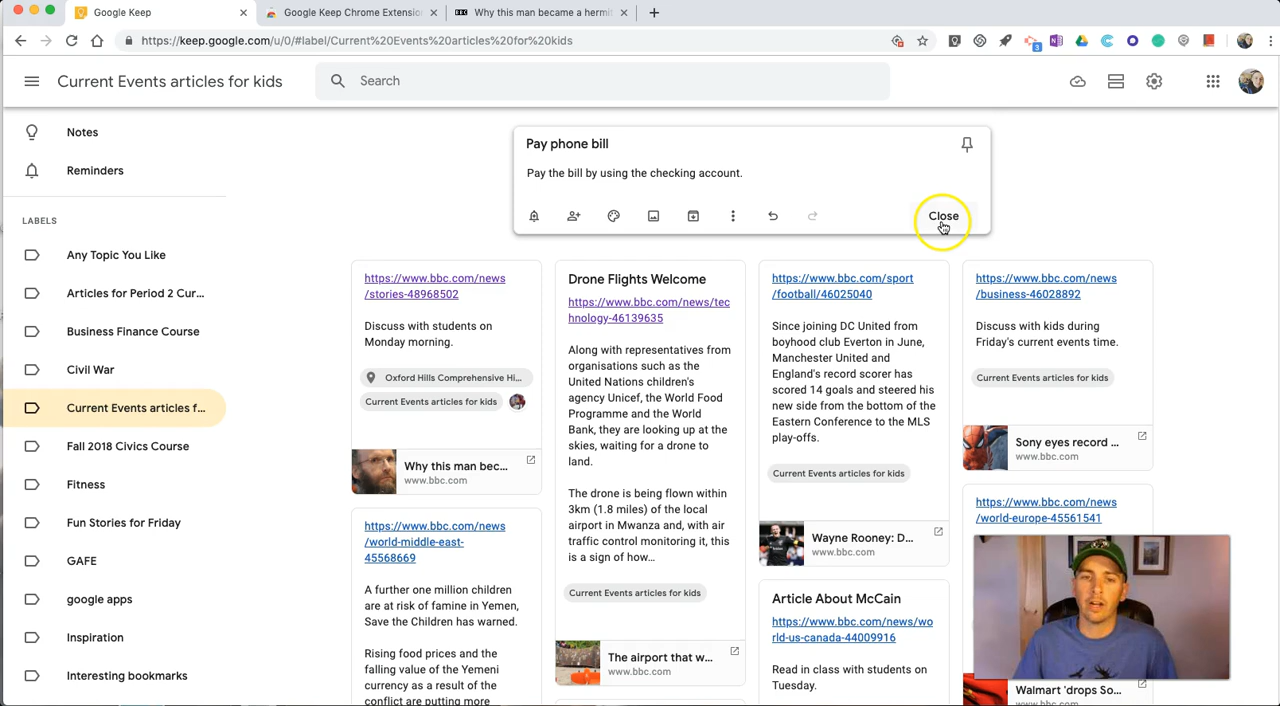 Google Keep
Google Keep Chrome Extension
BBC
Why this man became a hermit
https://keep.google.com/u/0/#label/Current%20Events%20articles%20for%20kids
3
Current Events articles for kids
Search
Notes
Reminders
LABELS
Any Topic You Like
Articles for Period 2 Cur...
Business Finance Course
Civil War
Current Events articles f...
Fall 2018 Civics Course
Fitness
Fun Stories for Friday
GAFE
google apps
Inspiration
Interesting bookmarks
Pay phone bill
Pay the bill by using the checking account.
Close
https://www.bbc.com/news
/stories-48968502
Discuss with students on
Monday morning.
Oxford Hills Comprehensive Hi...
Current Events articles for kids
Why this man bec...
www.bbc.com
https://www.bbc.com/news
/world-middle-east-
45568669
A further one million children
are at risk of famine in Yemen,
Save the Children has warned.
Rising food prices and the
falling value of the Yemeni
currency as a result of the
conflict are putting more
Drone Flights Welcome
https://www.bbc.com/news/tec
hnology-46139635
Along with representatives from
organisations such as the
United Nations children's
agency Unicef, the World Food
Programme and the World
Bank, they are looking up at the
skies, waiting for a drone to
land.
The drone is being flown within
3km (1.8 miles) of the local
airport in Mwanza and, with air
traffic control monitoring it, this
is a sign of how...
Current Events articles for kids
The airport that w...
www.bbc.com
https://www.bbc.com/sport
/football/46025040
Since joining DC United from
boyhood club Everton in June,
Manchester United and
England's record scorer has
scored 14 goals and steered his
new side from the bottom of the
Eastern Conference to the MLS
play-offs.
Current Events articles for kids
Wayne Rooney: D...
www.bbc.com
Article About McCain
https://www.bbc.com/news/wo
rld-us-canada-44009916
Read in class with students on
Tuesday.
https://www.bbc.com/news
/business-46028892
Discuss with kids during
Friday's current events time.
Current Events articles for kids
Sony eyes record ...
www.bbc.com
https://www.bbc.com/news
/world-europe-45561541
Walmart 'drops So...
www.bbc.com